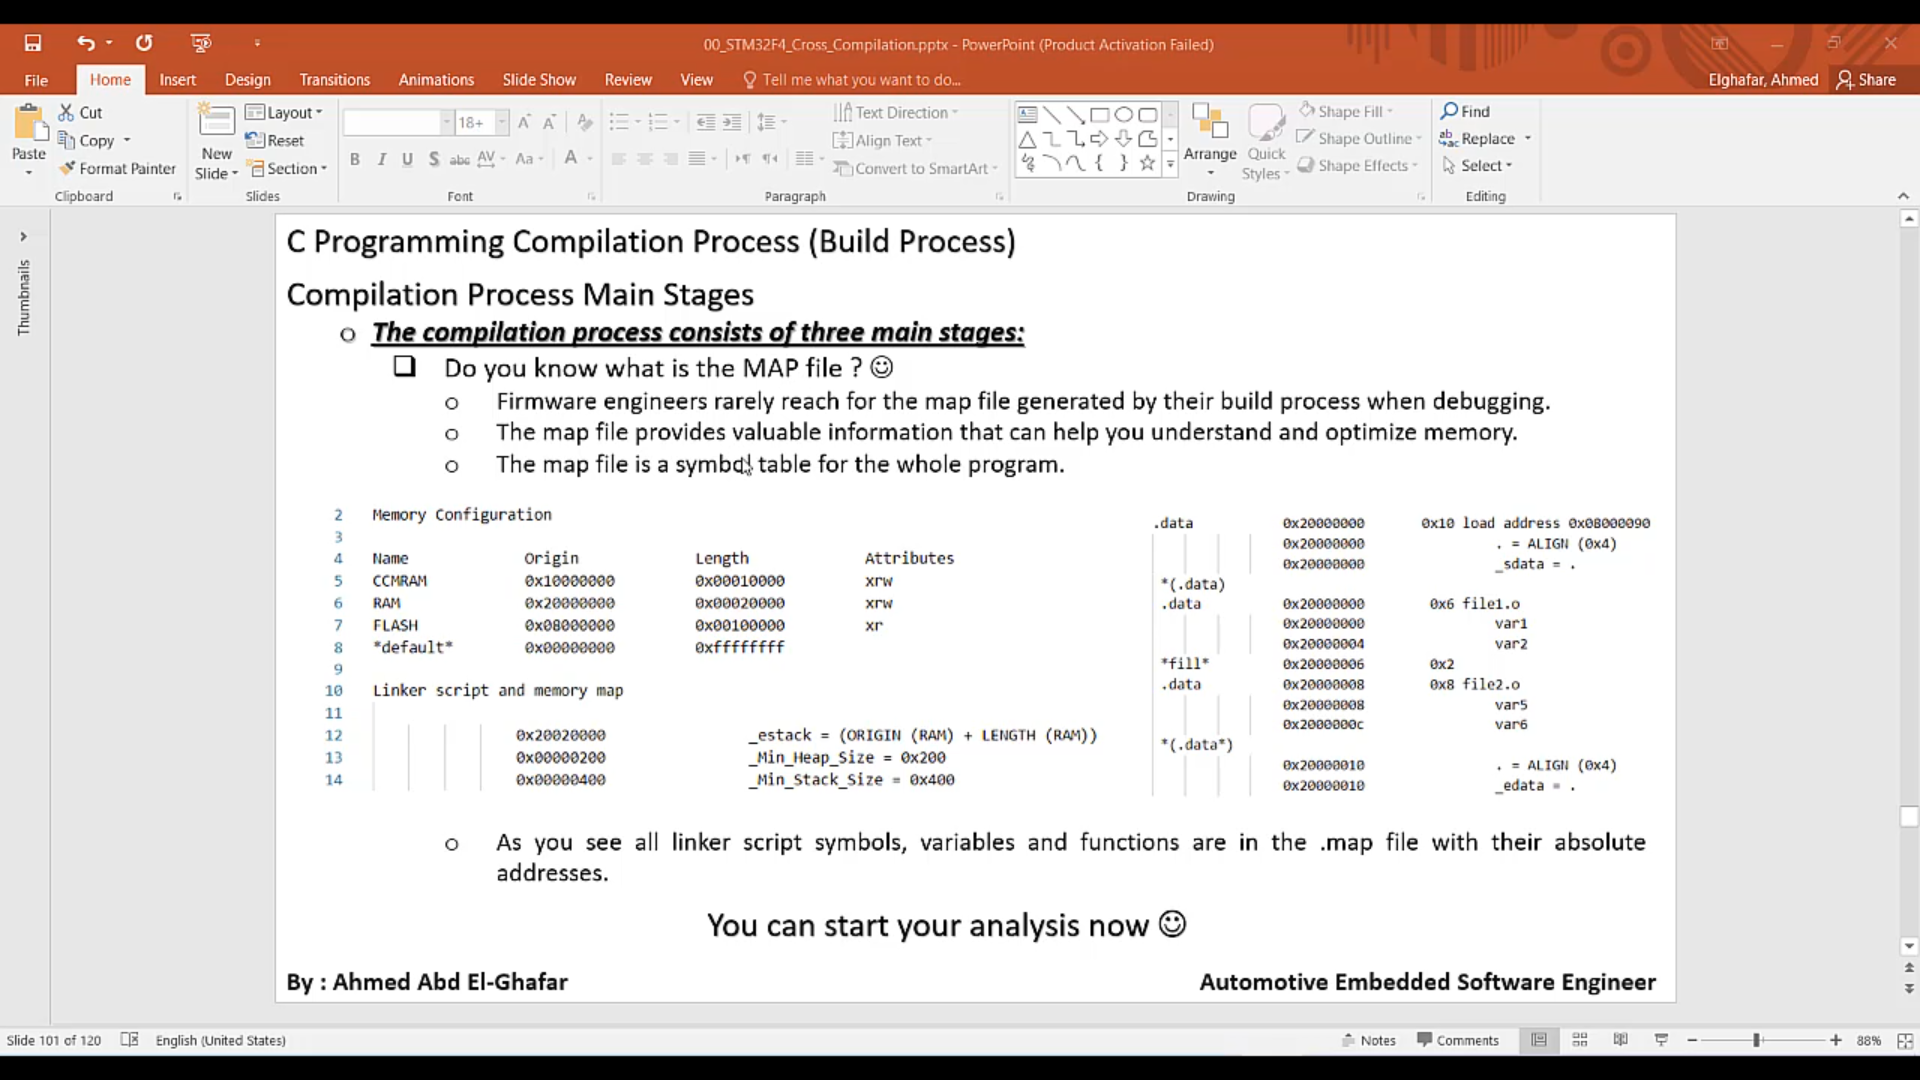 00_STM32F4_Cross_Compilation.pptx - PowerPoint (Product Activation Failed)
File Home Insert Design Transitions Animations Slide Show Review View Tell me what you want to do... Elghafar, Ahmed Share
Paste
Cut
Copy
Format Painter
Clipboard
New
Slide
Layout
Reset
Section
Slides
18+
B I U S abc AV Aa A
Font
Text Direction
Align Text
Convert to SmartArt
Paragraph
Arrange
Quick
Styles
Shape Fill
Shape Outline
Shape Effects
Drawing
Find
Replace
Select
Editing
Thumbnails
C Programming Compilation Process (Build Process)
Compilation Process Main Stages
o The compilation process consists of three main stages:
❑ Do you know what is the MAP file ? ☺
o Firmware engineers rarely reach for the map file generated by their build process when debugging.
o The map file provides valuable information that can help you understand and optimize memory.
o The map file is a symbol table for the whole program.
2 Memory Configuration
3
4 Name Origin Length Attributes
5 CCMRAM 0x10000000 0x00010000 xrw
6 RAM 0x20000000 0x00020000 xrw
7 FLASH 0x08000000 0x00100000 xr
8 *default* 0x00000000 0xffffffff
9
10 Linker script and memory map
11
12 0x20020000 _estack = (ORIGIN (RAM) + LENGTH (RAM))
13 0x00000200 _Min_Heap_Size = 0x200
14 0x00000400 _Min_Stack_Size = 0x400
.data 0x20000000 0x10 load address 0x08000090
0x20000000 . = ALIGN (0x4)
0x20000000 _sdata = .
*(.data)
.data 0x20000000 0x6 file1.o
0x20000000 var1
0x20000004 var2
*fill* 0x20000006 0x2
.data 0x20000008 0x8 file2.o
0x20000008 var5
0x2000000c var6
*(.data*)
0x20000010 . = ALIGN (0x4)
0x20000010 _edata = .
o As you see all linker script symbols, variables and functions are in the .map file with their absolute
addresses.
You can start your analysis now ☺
By : Ahmed Abd El-Ghafar Automotive Embedded Software Engineer
Slide 101 of 120 English (United States) Notes Comments 88%